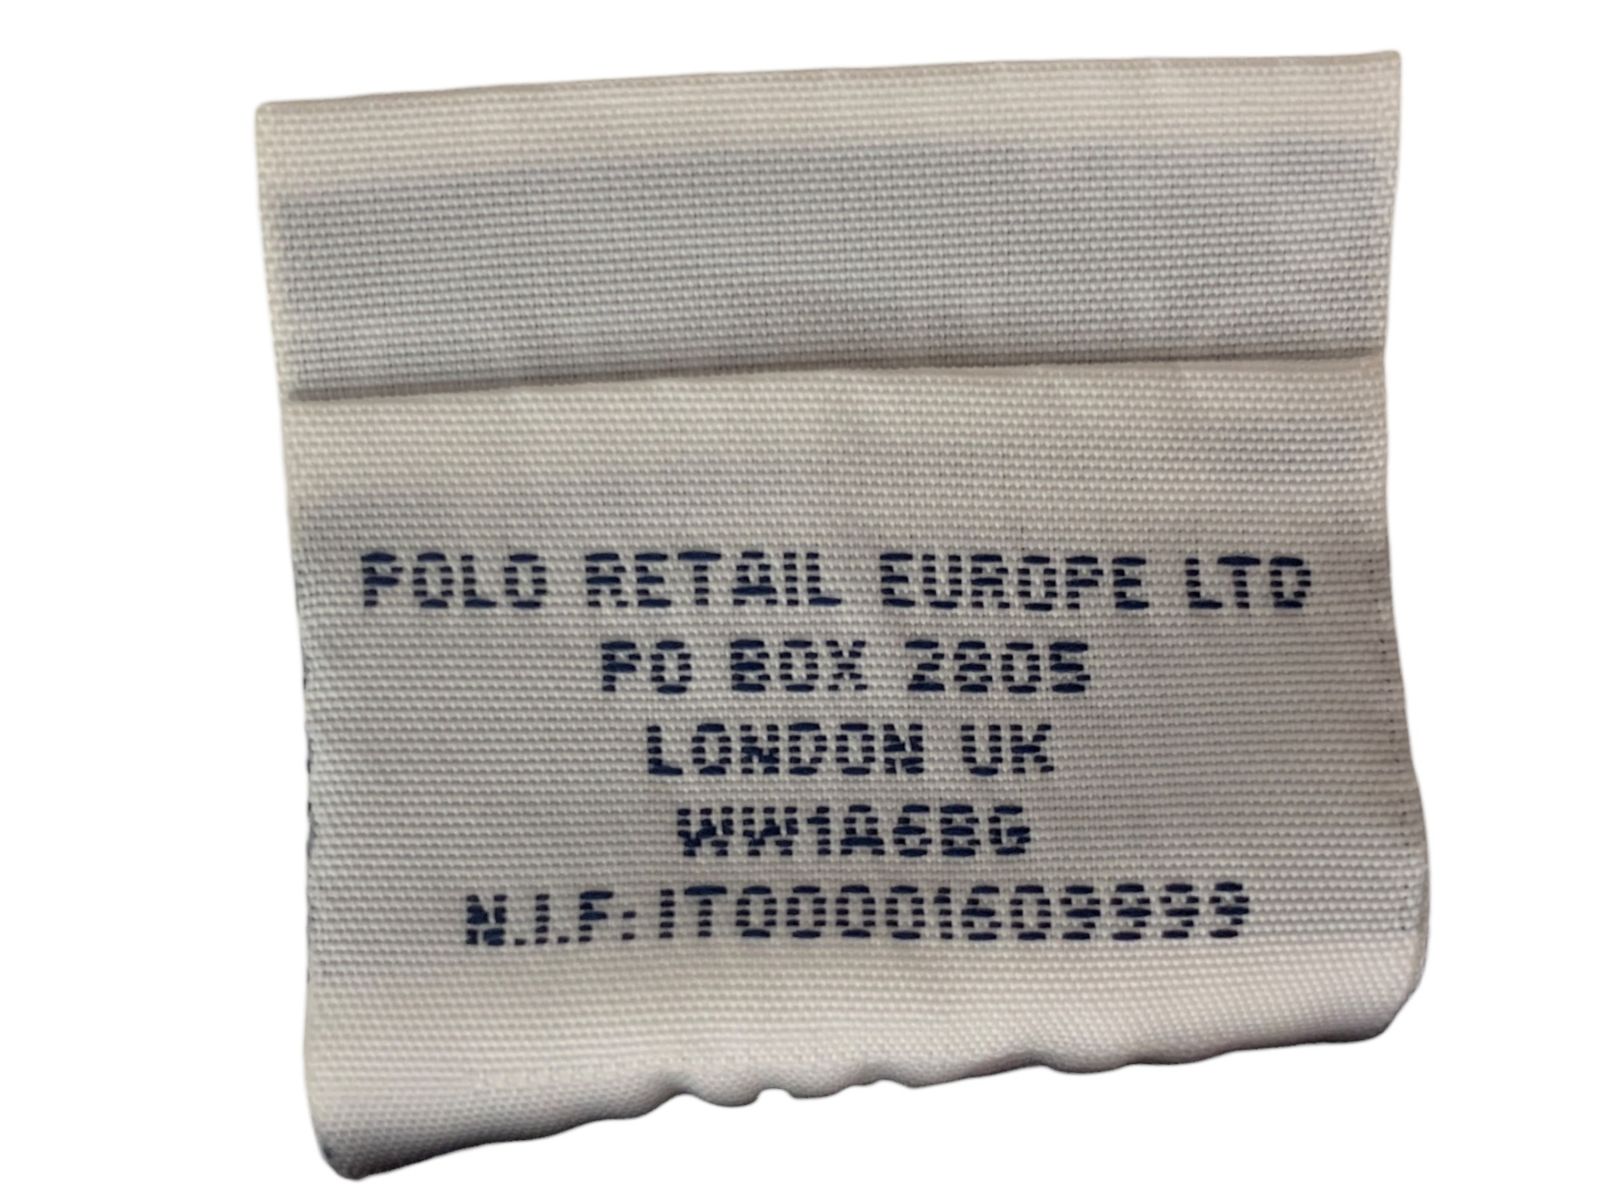 POLO RETAIL EUROPE LTD
PO BOX 2805
LONDON UK
WW1A6BG
N.I.F:IT00001609999